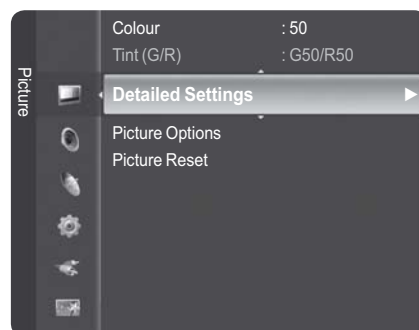 Picture
Colour : 50
Tint (G/R) : G50/R50
Detailed Settings
Picture Options
Picture Reset